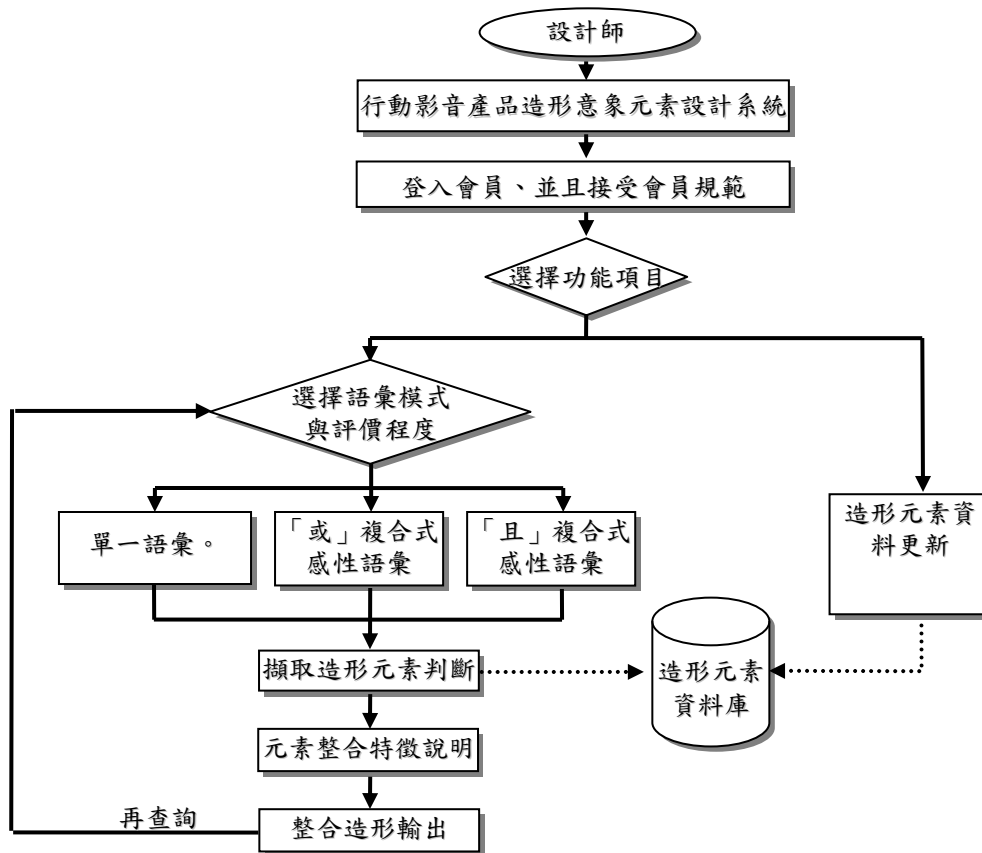 設計師
行動影音產品造形意象元素設計系統
登入會員、並且接受會員規範
選擇功能項目
選擇語彙模式
與評價程度
單一語彙。
「或」複合式
感性語彙
「且」複合式
感性語彙
造形元素資
料更新
擷取造形元素判斷
造形元素
資料庫
元素整合特徵說明
再查詢
整合造形輸出